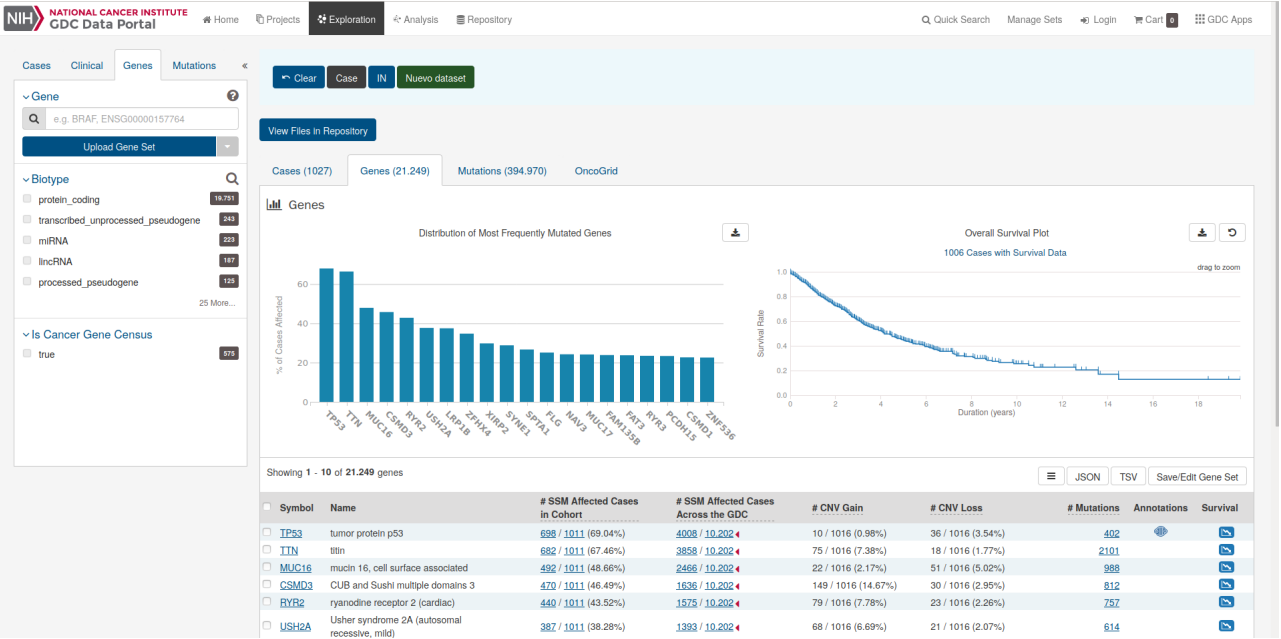 NIH NATIONAL CANCER INSTITUTE
GDC Data Portal
Home Projects Exploration Analysis Repository
Quick Search Manage Sets Login Cart 0 GDC Apps
Cases Clinical Genes Mutations «
Clear Case IN Nuevo dataset
Gene ?
e.g. BRAF, ENSG00000157764
Upload Gene Set
View Files in Repository
Biotype
protein_coding 19.751
transcribed_unprocessed_pseudogene 243
miRNA 223
lincRNA 187
processed_pseudogene 125
25 More...
Is Cancer Gene Census
true 575
Cases (1027) Genes (21.249) Mutations (394.970) OncoGrid
Genes
Distribution of Most Frequently Mutated Genes
% of Cases Affected
60
40
20
0
TP53 TTN MUC16 CSMD3 RYR2 USH2A LRP1B ZFHX4 XIRP2 SYNE1 SPTA1 FLG NAV3 MUC17 FAM135B FAT3 RYR3 PCDH15 CSMD1 ZNF536
Overall Survival Plot
1006 Cases with Survival Data
drag to zoom
Survival Rate
1.0
0.8
0.6
0.4
0.2
0.0
0 2 4 6 8 10 12 14 16 18
Duration (years)
Showing 1 - 10 of 21.249 genes
JSON TSV Save/Edit Gene Set
Symbol Name # SSM Affected Cases in Cohort # SSM Affected Cases Across the GDC # CNV Gain # CNV Loss # Mutations Annotations Survival
TP53 tumor protein p53 698 / 1011 (69.04%) 4008 / 10.202 10 / 1016 (0.98%) 36 / 1016 (3.54%) 402
TTN titin 682 / 1011 (67.46%) 3858 / 10.202 75 / 1016 (7.38%) 18 / 1016 (1.77%) 2101
MUC16 mucin 16, cell surface associated 492 / 1011 (48.66%) 2466 / 10.202 22 / 1016 (2.17%) 51 / 1016 (5.02%) 988
CSMD3 CUB and Sushi multiple domains 3 470 / 1011 (46.49%) 1636 / 10.202 149 / 1016 (14.67%) 30 / 1016 (2.95%) 812
RYR2 ryanodine receptor 2 (cardiac) 440 / 1011 (43.52%) 1575 / 10.202 79 / 1016 (7.78%) 23 / 1016 (2.26%) 757
USH2A Usher syndrome 2A (autosomal recessive, mild) 387 / 1011 (38.28%) 1393 / 10.202 68 / 1016 (6.69%) 21 / 1016 (2.07%) 614